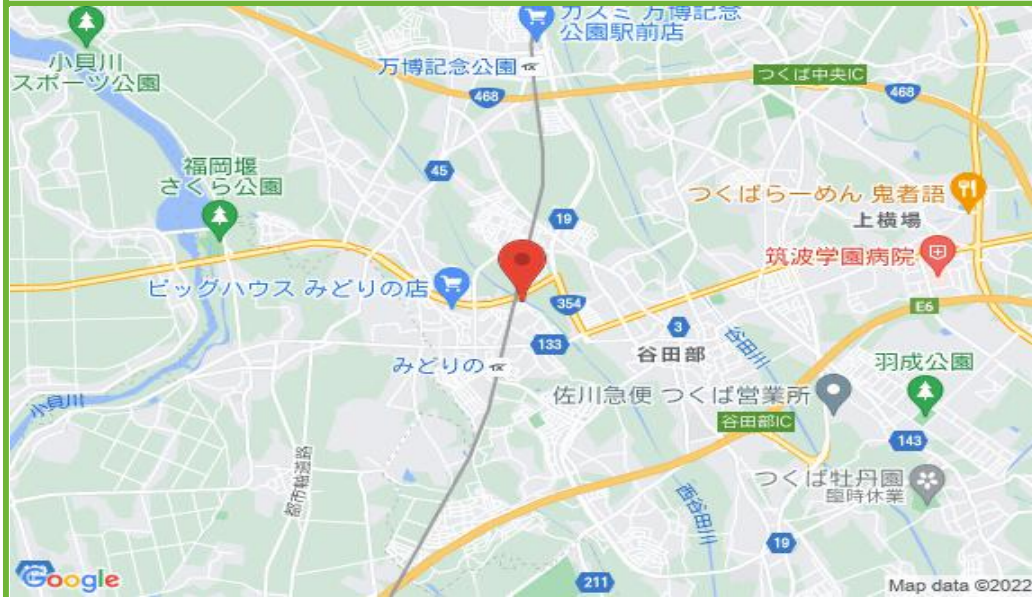 カスミ 万博記念
公園駅前店
小貝川
スポーツ公園
万博記念公園
つくば中央IC
468
468
45
福岡堰
さくら公園
つくばらーめん 鬼者語
上横場
19
筑波学園病院
ビッグハウス みどりの店
354
E6
3
133
谷田部
谷田川
みどりの
羽成公園
佐川急便 つくば営業所
小貝川
谷田部IC
143
都市軸道路
つくば牡丹園
臨時休業
西谷田川
19
Google
211
Map data ©2022